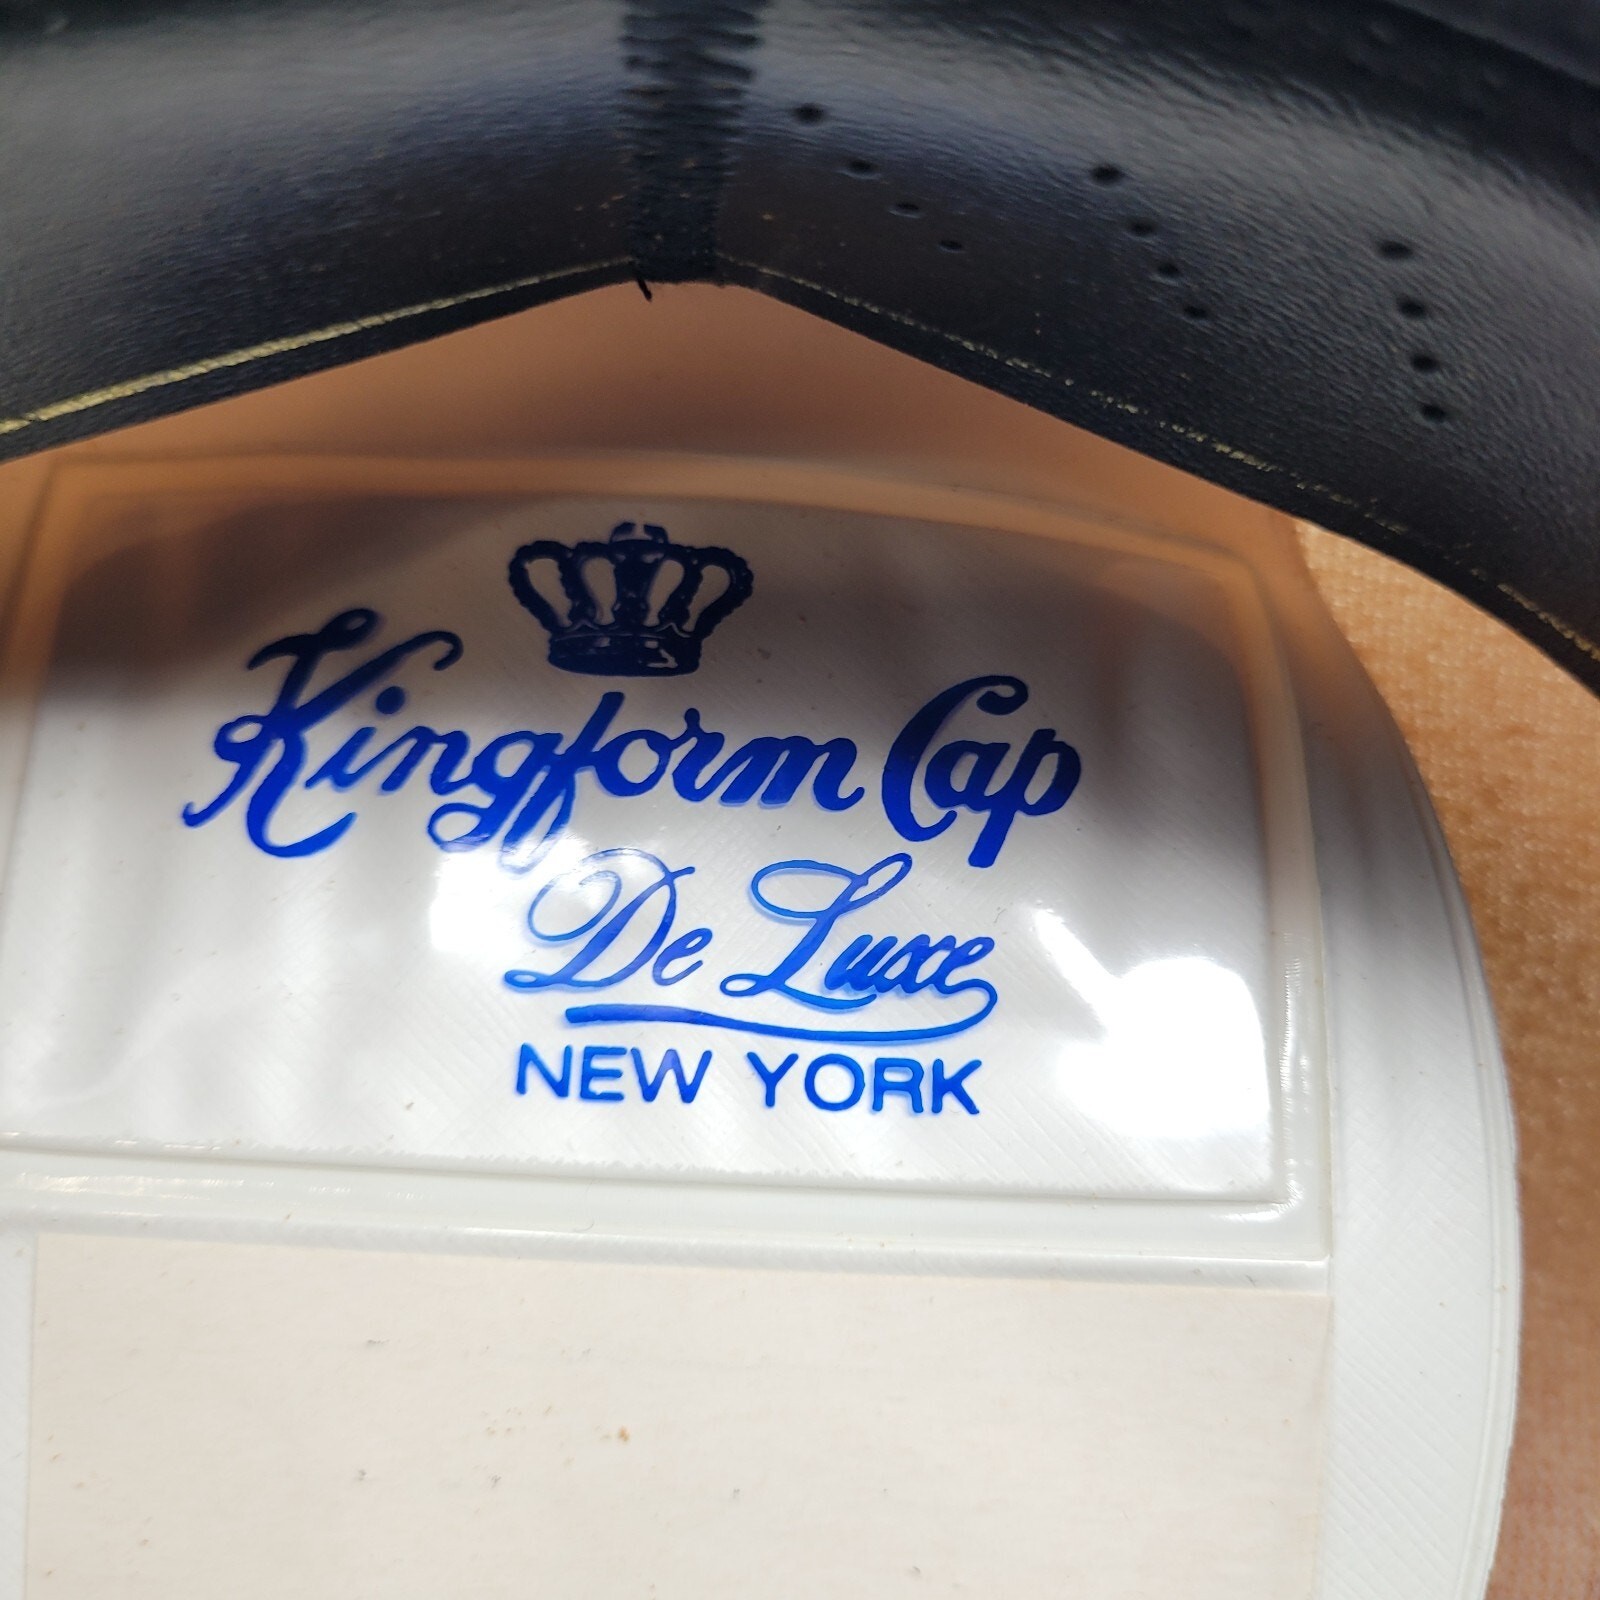 Kingform Cap
De Luxe
NEW YORK